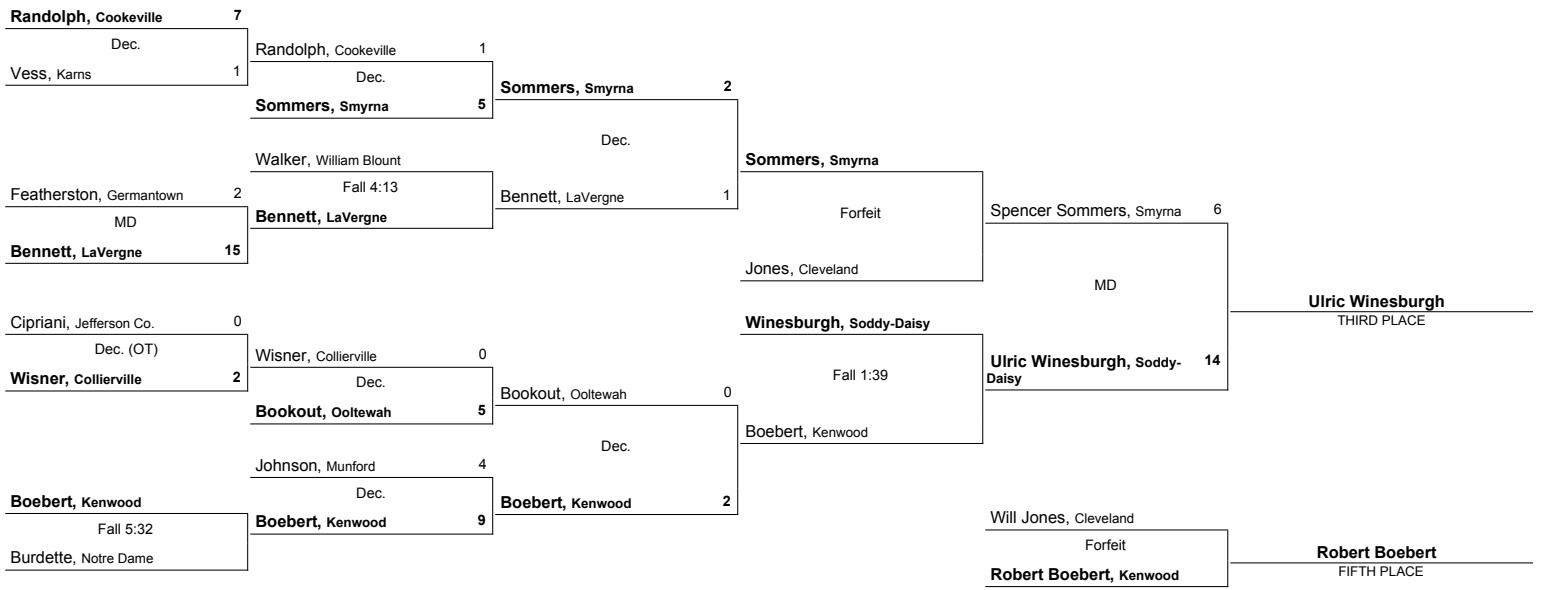 Randolph, Cookeville 7
Dec.
Vess, Karns 1
Featherston, Germantown 2
MD
Bennett, LaVergne 15
Cipriani, Jefferson Co. 0
Dec. (OT)
Wisner, Collierville 2
Boebert, Kenwood
Fall 5:32
Burdette, Notre Dame
Randolph, Cookeville 1
Dec.
Sommers, Smyrna 5
Walker, William Blount
Fall 4:13
Bennett, LaVergne
Wisner, Collierville 0
Dec.
Bookout, Ooltewah 5
Johnson, Munford 4
Dec.
Boebert, Kenwood 9
Sommers, Smyrna 2
Dec.
Bennett, LaVergne 1
Bookout, Ooltewah 0
Dec.
Boebert, Kenwood 2
Sommers, Smyrna
Forfeit
Jones, Cleveland
Winesburgh, Soddy-Daisy
Fall 1:39
Boebert, Kenwood
Spencer Sommers, Smyrna 6
MD
Ulric Winesburgh, Soddy- 14
Daisy
Ulric Winesburgh
THIRD PLACE
Will Jones, Cleveland
Forfeit
Robert Boebert, Kenwood
Robert Boebert
FIFTH PLACE